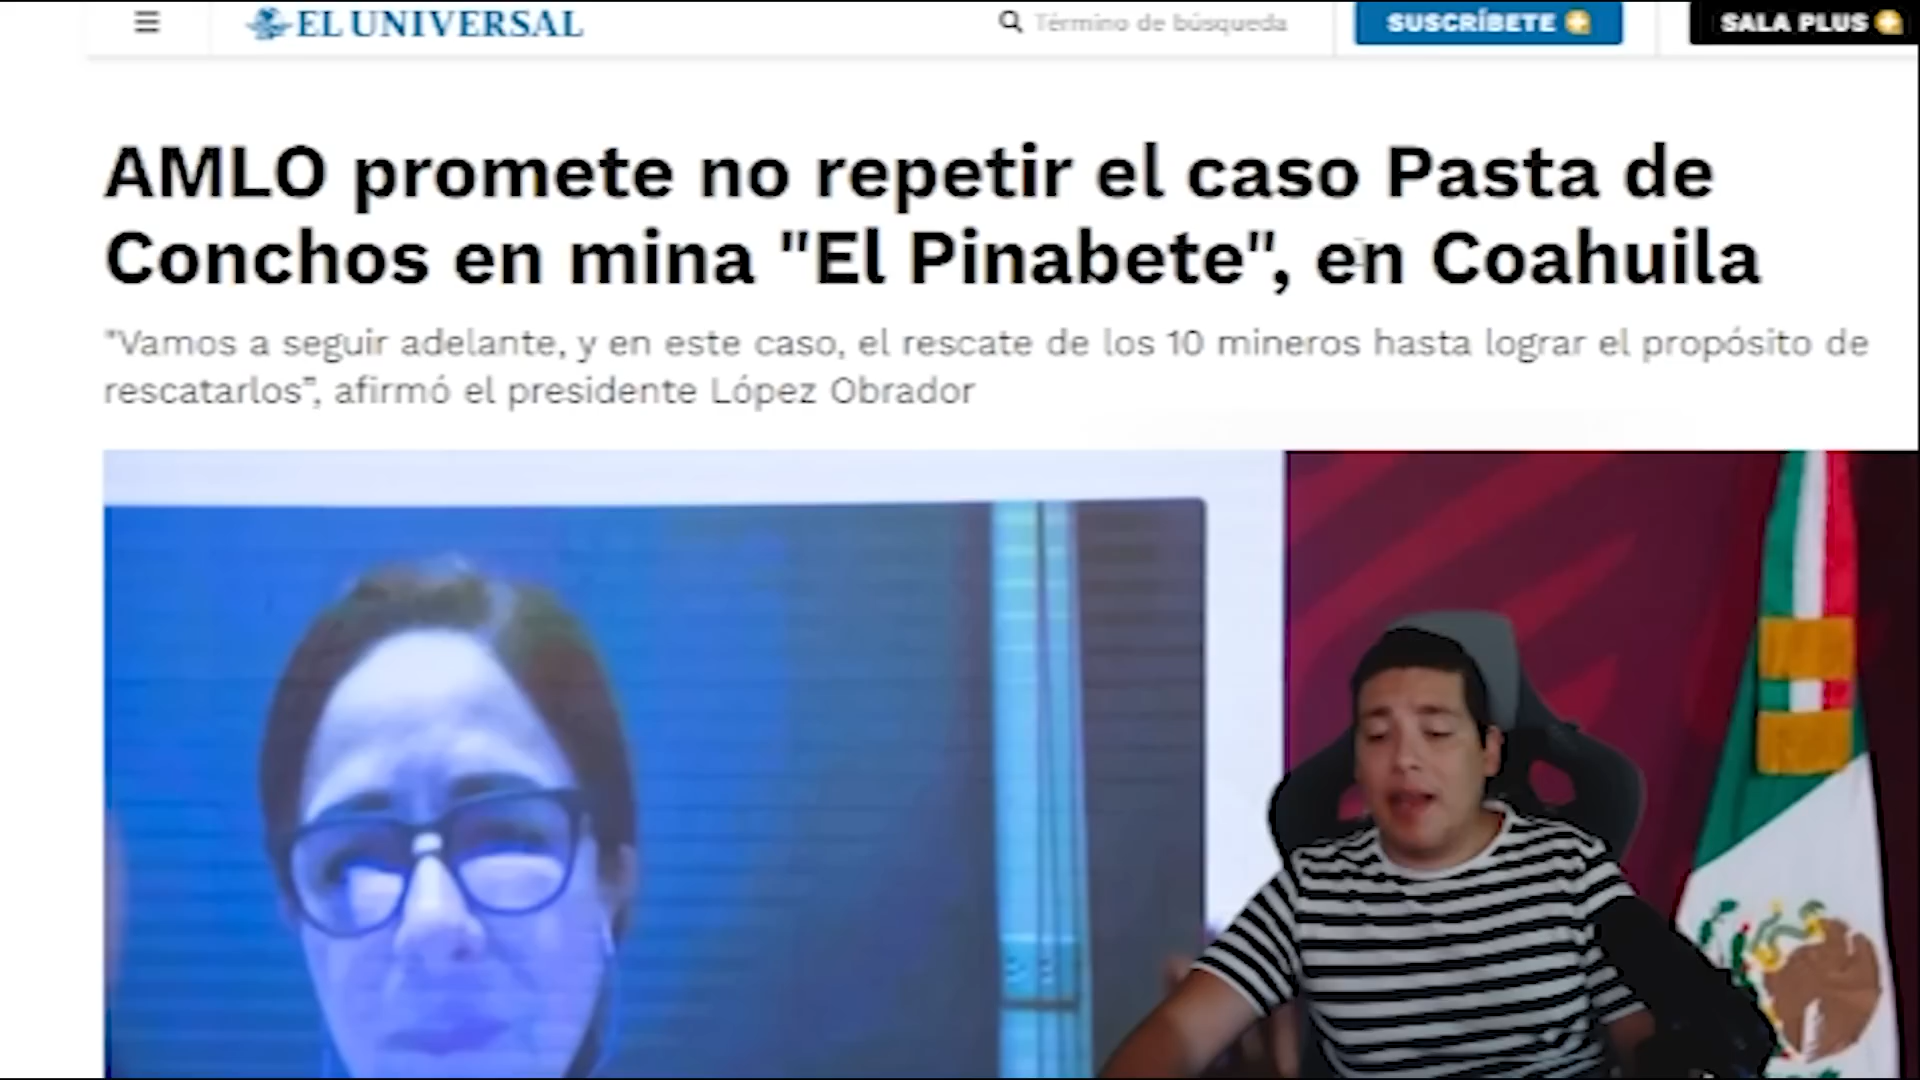 EL UNIVERSAL
Término de búsqueda
SUSCRÍBETE
SALA PLUS
AMLO promete no repetir el caso Pasta de
Conchos en mina "El Pinabete", en Coahuila
"Vamos a seguir adelante, y en este caso, el rescate de los 10 mineros hasta lograr el propósito de
rescatarlos”, afirmó el presidente López Obrador